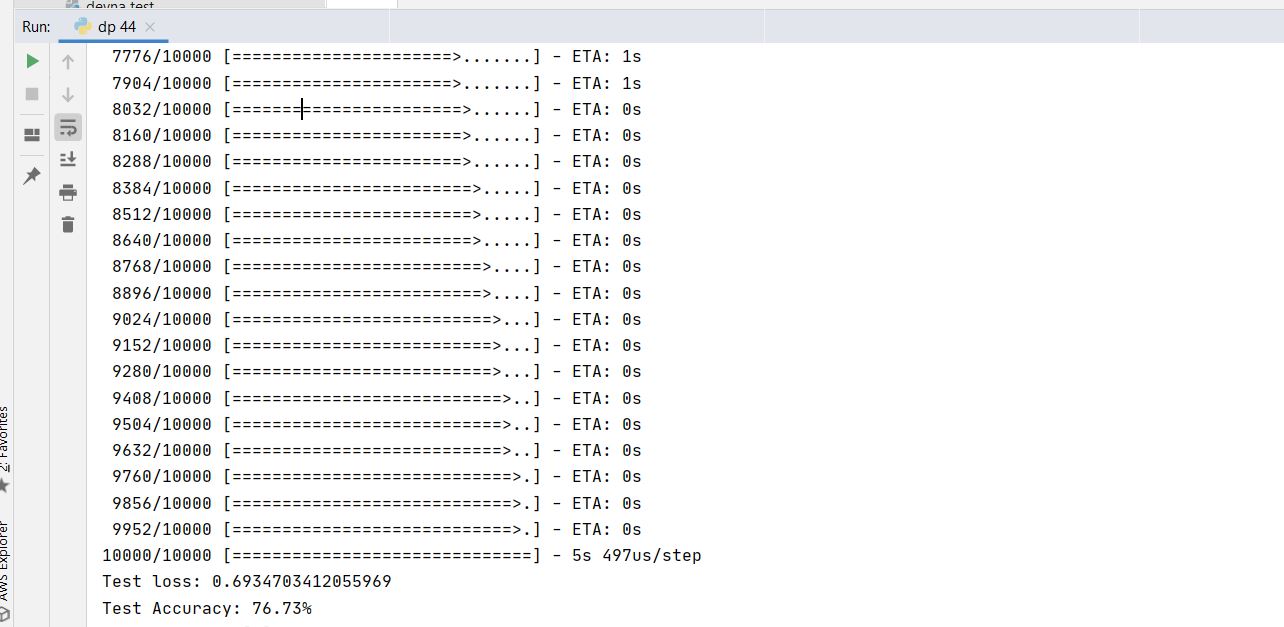 devna test
Run: dp 44
7776/10000 [======================>.......] - ETA: 1s
7904/10000 [======================>.......] - ETA: 1s
8032/10000 [=======================>......] - ETA: 0s
8160/10000 [=======================>......] - ETA: 0s
8288/10000 [=======================>......] - ETA: 0s
8384/10000 [========================>.....] - ETA: 0s
8512/10000 [========================>.....] - ETA: 0s
8640/10000 [========================>.....] - ETA: 0s
8768/10000 [=========================>....] - ETA: 0s
8896/10000 [=========================>....] - ETA: 0s
9024/10000 [==========================>...] - ETA: 0s
9152/10000 [==========================>...] - ETA: 0s
9280/10000 [==========================>...] - ETA: 0s
9408/10000 [===========================>..] - ETA: 0s
9504/10000 [===========================>..] - ETA: 0s
9632/10000 [===========================>..] - ETA: 0s
9760/10000 [============================>.] - ETA: 0s
9856/10000 [============================>.] - ETA: 0s
9952/10000 [============================>.] - ETA: 0s
10000/10000 [==============================] - 5s 497us/step
Test loss: 0.6934703412055969
Test Accuracy: 76.73%
2: Favorites
AWS Explorer